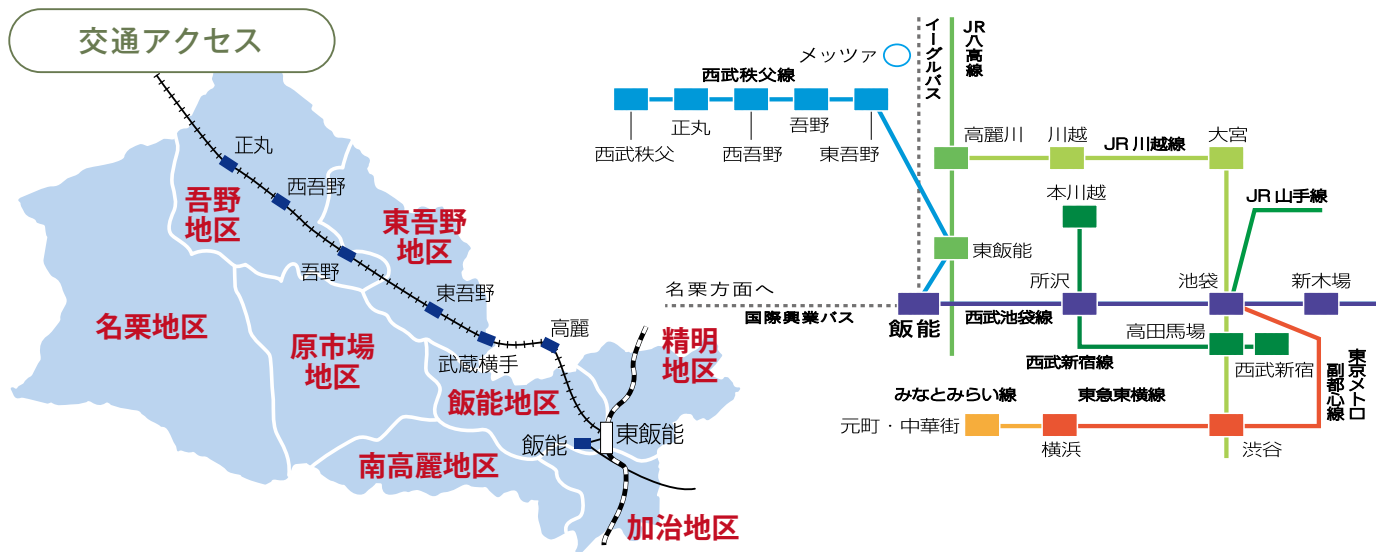 交通アクセス
正丸
西吾野
吾野
地区
東吾野
地区
吾野
東吾野
高麗
武蔵横手
名栗地区
原市場
地区
精明
地区
飯能地区
飯能
東飯能
南高麗地区
加治地区
メッツァ
イーグルバス
JR八高線
西武秩父線
西武秩父
正丸
西吾野
吾野
東吾野
高麗川
川越
JR 川越線
大宮
本川越
JR 山手線
東飯能
名栗方面へ
国際興業バス
飯能
西武池袋線
所沢
池袋
新木場
高田馬場
西武新宿線
西武新宿
東京メトロ
副都心線
みなとみらい線
東急東横線
元町・中華街
横浜
渋谷